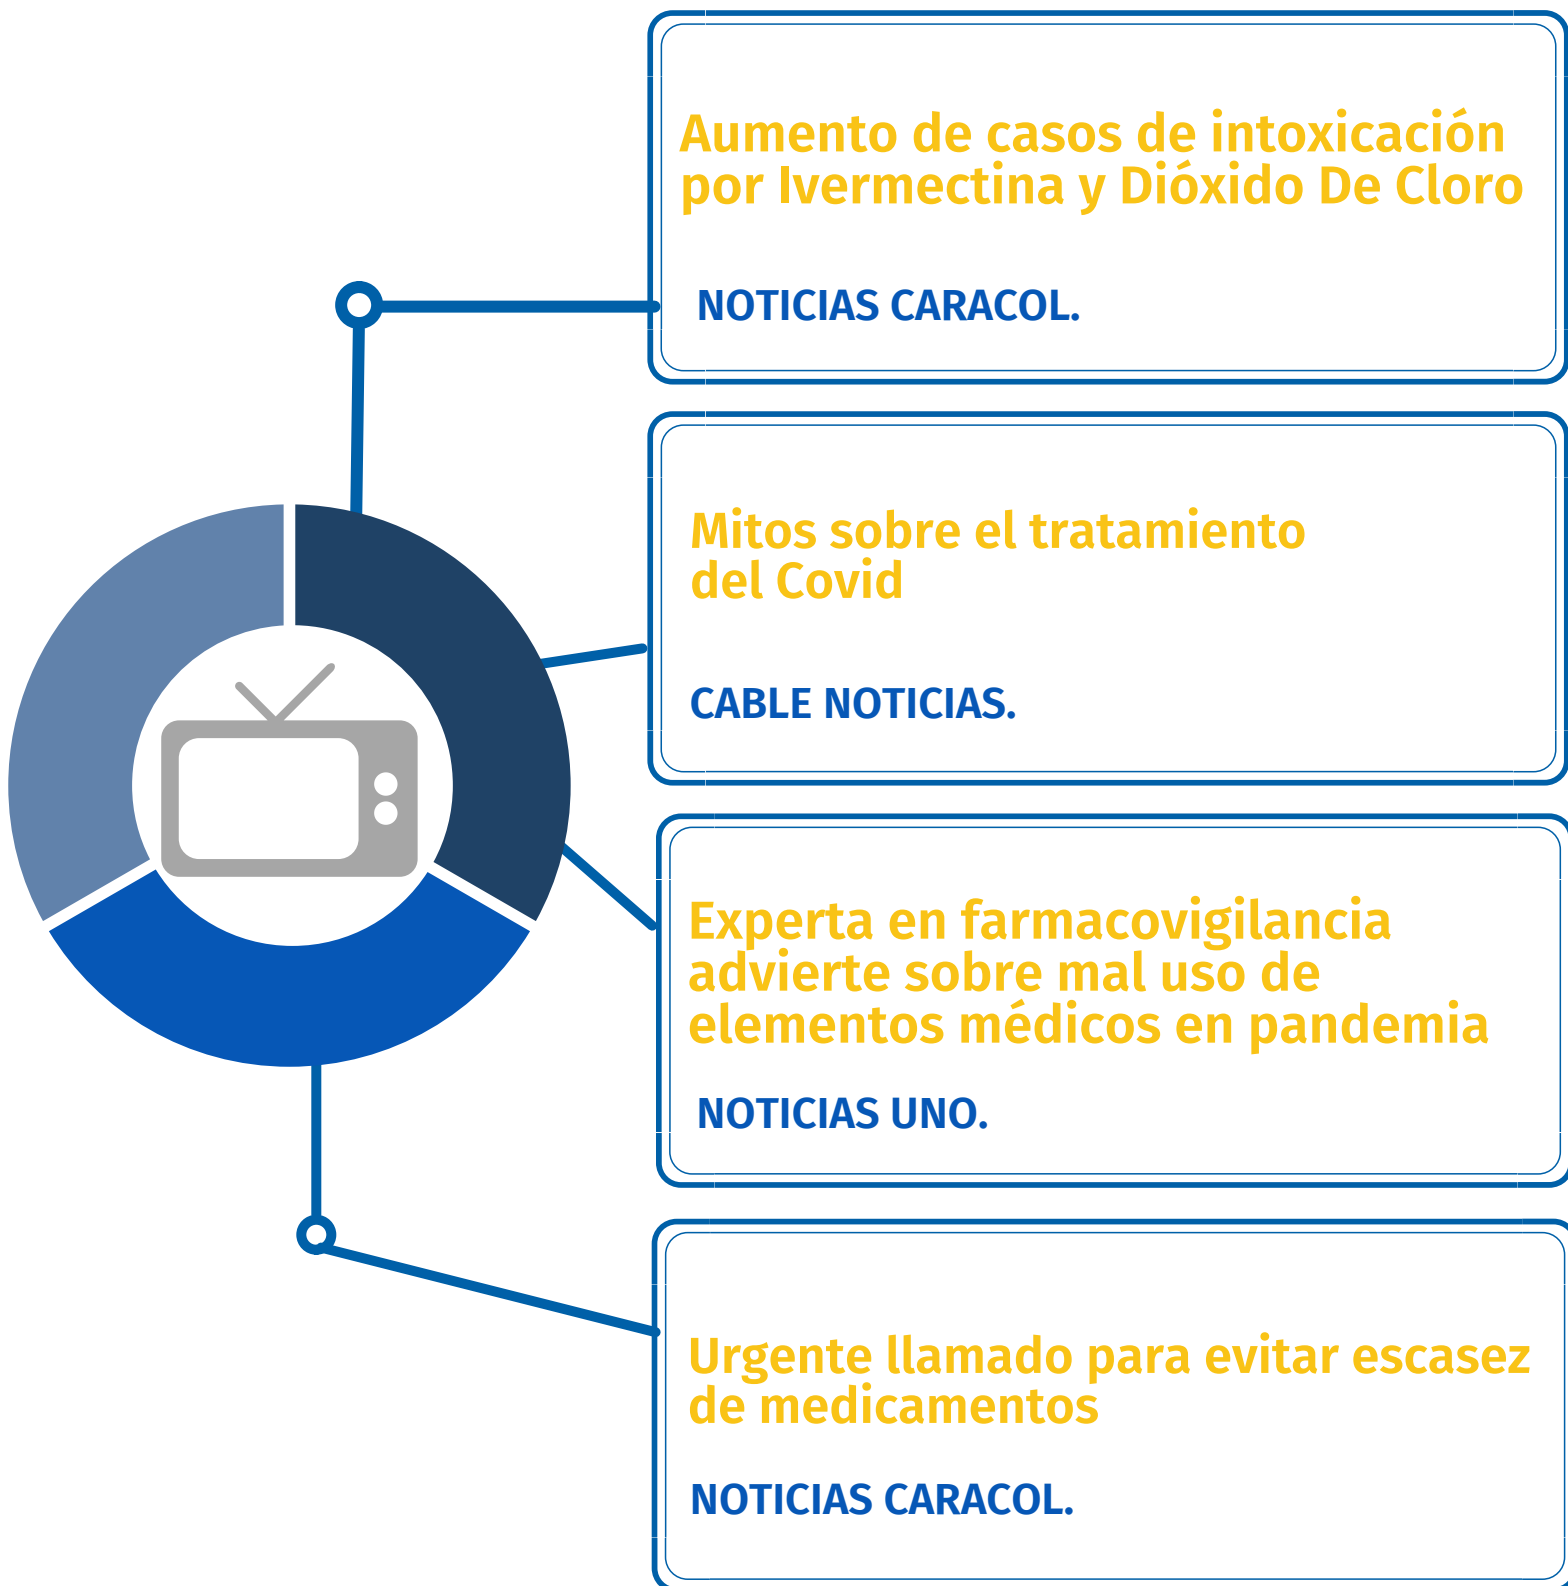 Aumento de casos de intoxicación
por Ivermectina y Dióxido De Cloro
NOTICIAS CARACOL.
Mitos sobre el tratamiento
del Covid
CABLE NOTICIAS.
Experta en farmacovigilancia
advierte sobre mal uso de
elementos médicos en pandemia
NOTICIAS UNO.
Urgente llamado para evitar escasez
de medicamentos
NOTICIAS CARACOL.